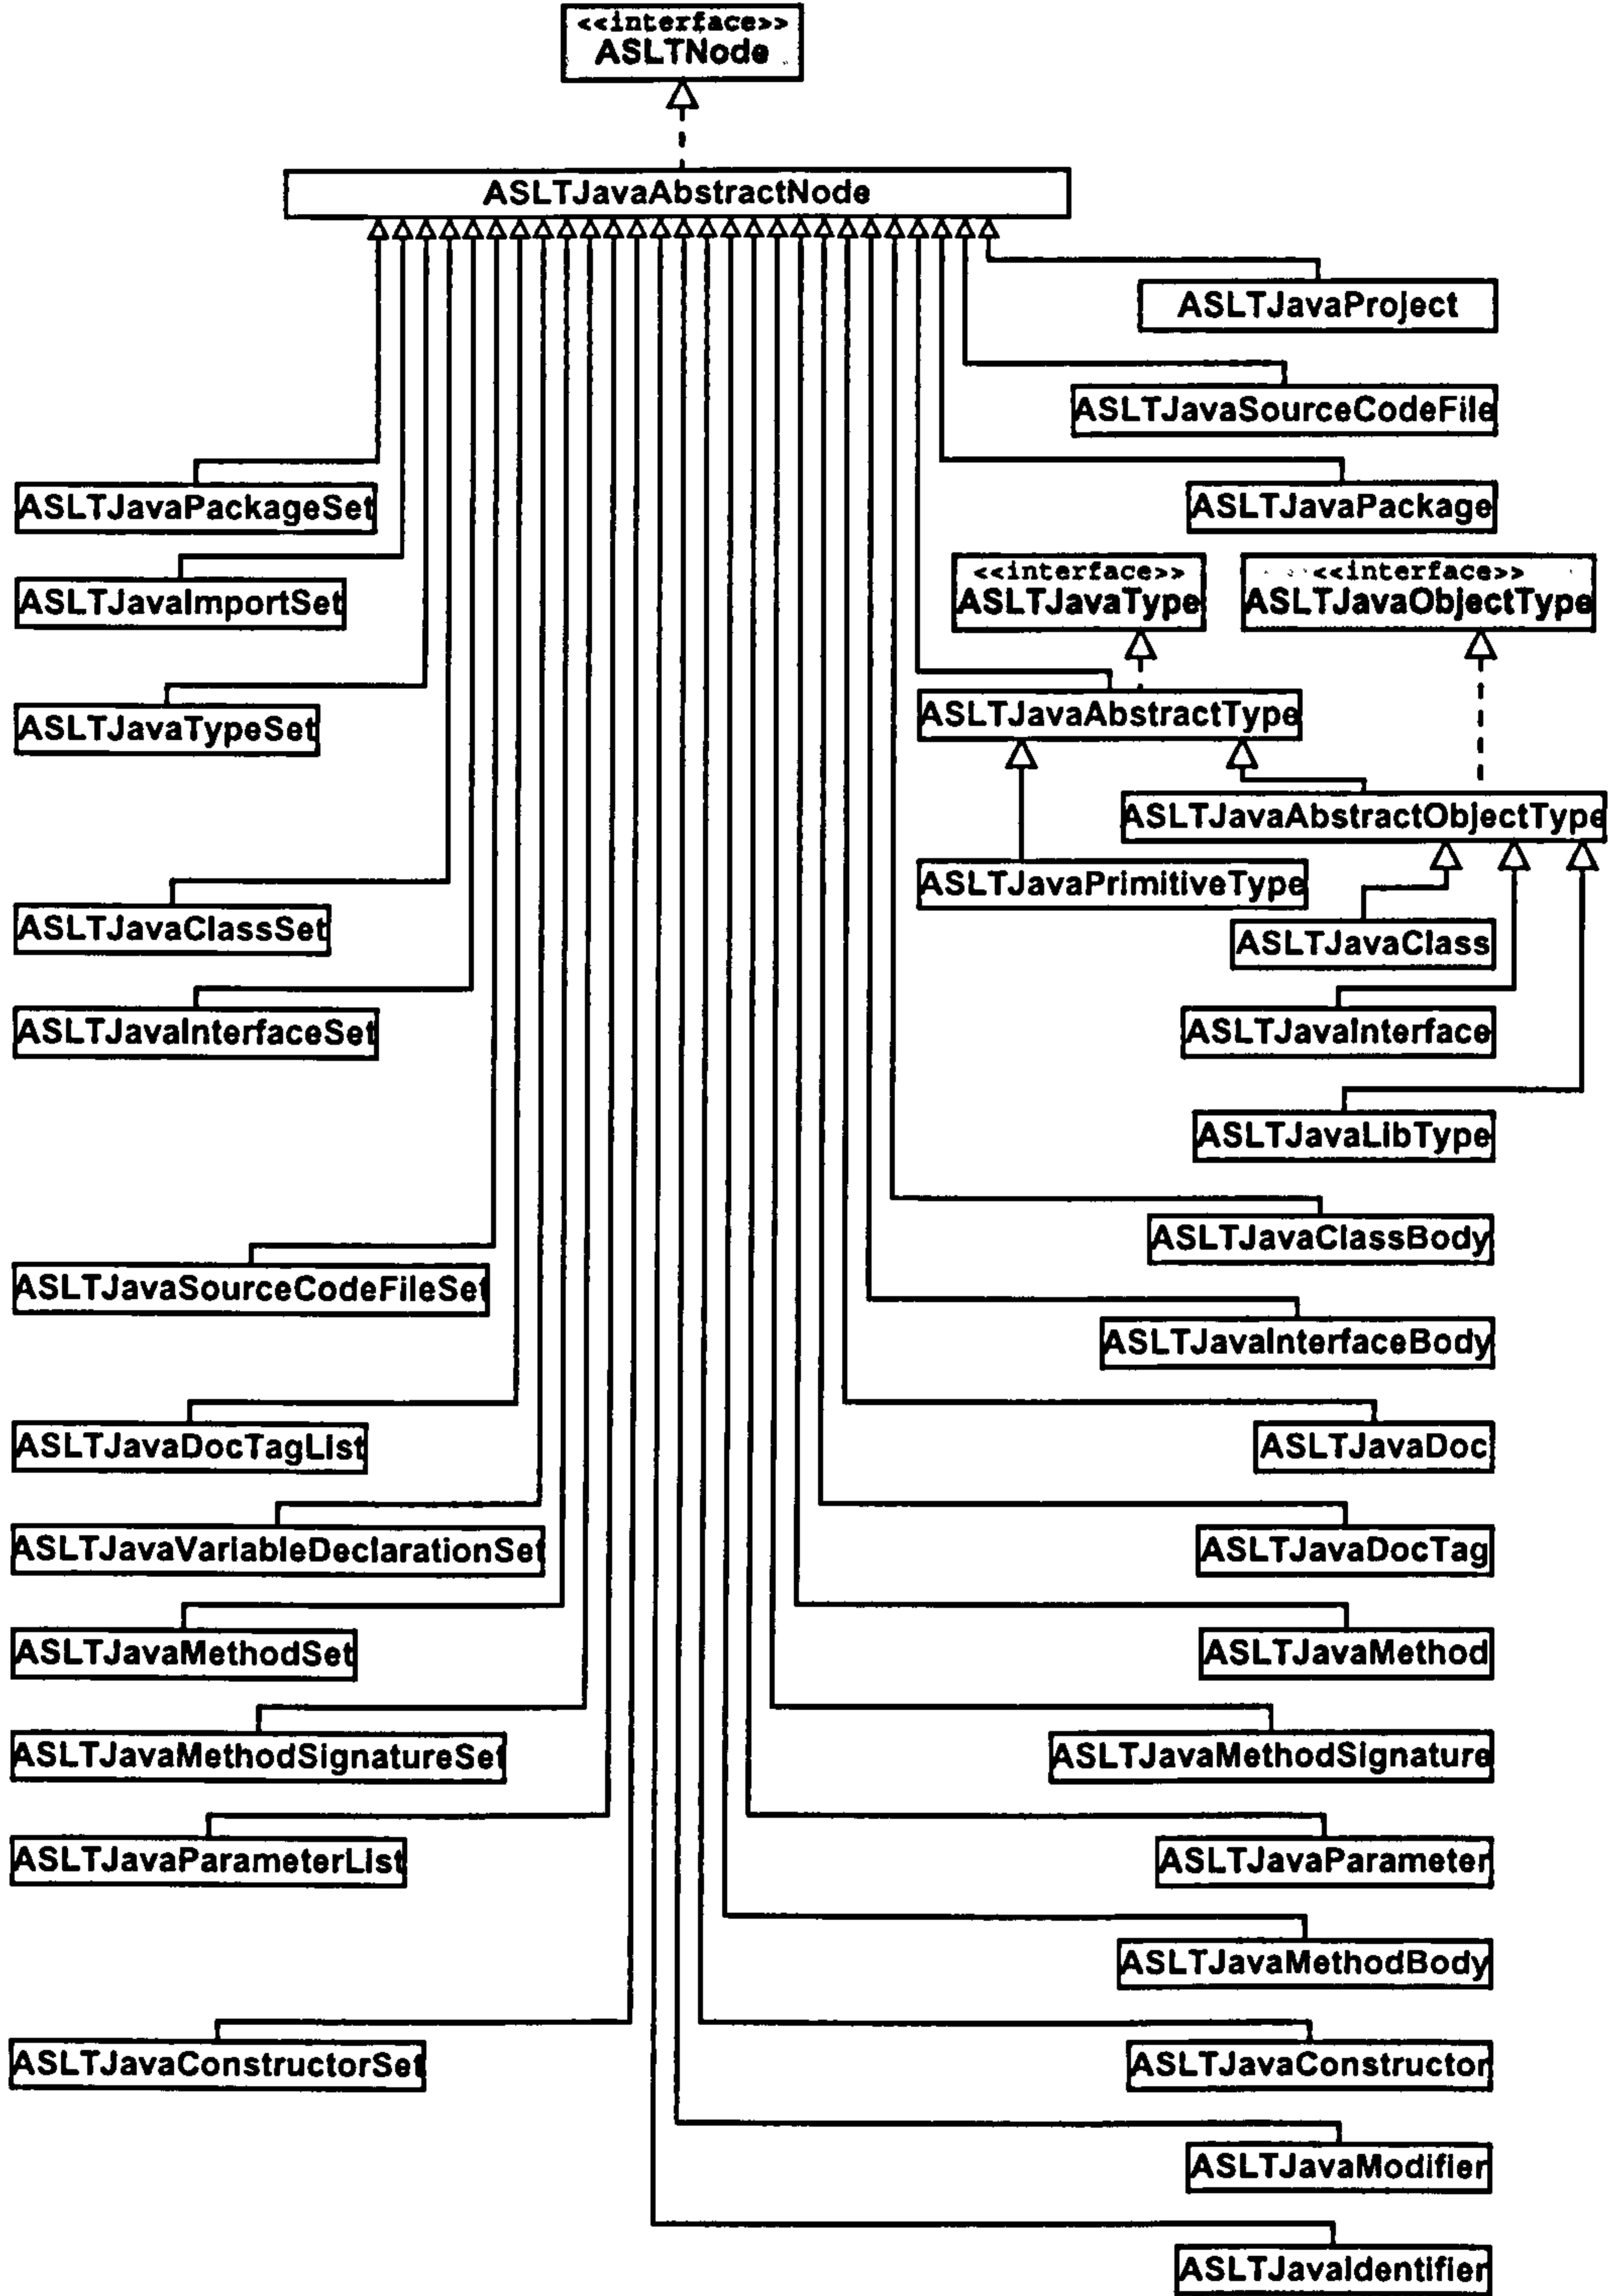 <<interface>>
ASLTNode
ASLTJavaAbstractNode
ASLTJavaProject
ASLTJavaSourceCodeFile
ASLTJavaPackageSet
ASLTJavaPackage
<<interface>>
ASLTJavaType
<<interface>>
ASLTJavaObjectType
ASLTJavaImportSet
ASLTJavaTypeSet
ASLTJavaAbstractType
ASLTJavaAbstractObjectType
ASLTJavaPrimitiveType
ASLTJavaClassSet
ASLTJavaClass
ASLTJavaInterfaceSet
ASLTJavaInterface
ASLTJavaLibType
ASLTJavaClassBody
ASLTJavaSourceCodeFileSet
ASLTJavaInterfaceBody
ASLTJavaDocTagList
ASLTJavaDoc
ASLTJavaVariableDeclarationSet
ASLTJavaDocTag
ASLTJavaMethodSet
ASLTJavaMethod
ASLTJavaMethodSignatureSet
ASLTJavaMethodSignature
ASLTJavaParameterList
ASLTJavaParameter
ASLTJavaMethodBody
ASLTJavaConstructorSet
ASLTJavaConstructor
ASLTJavaModifier
ASLTJavaIdentifier